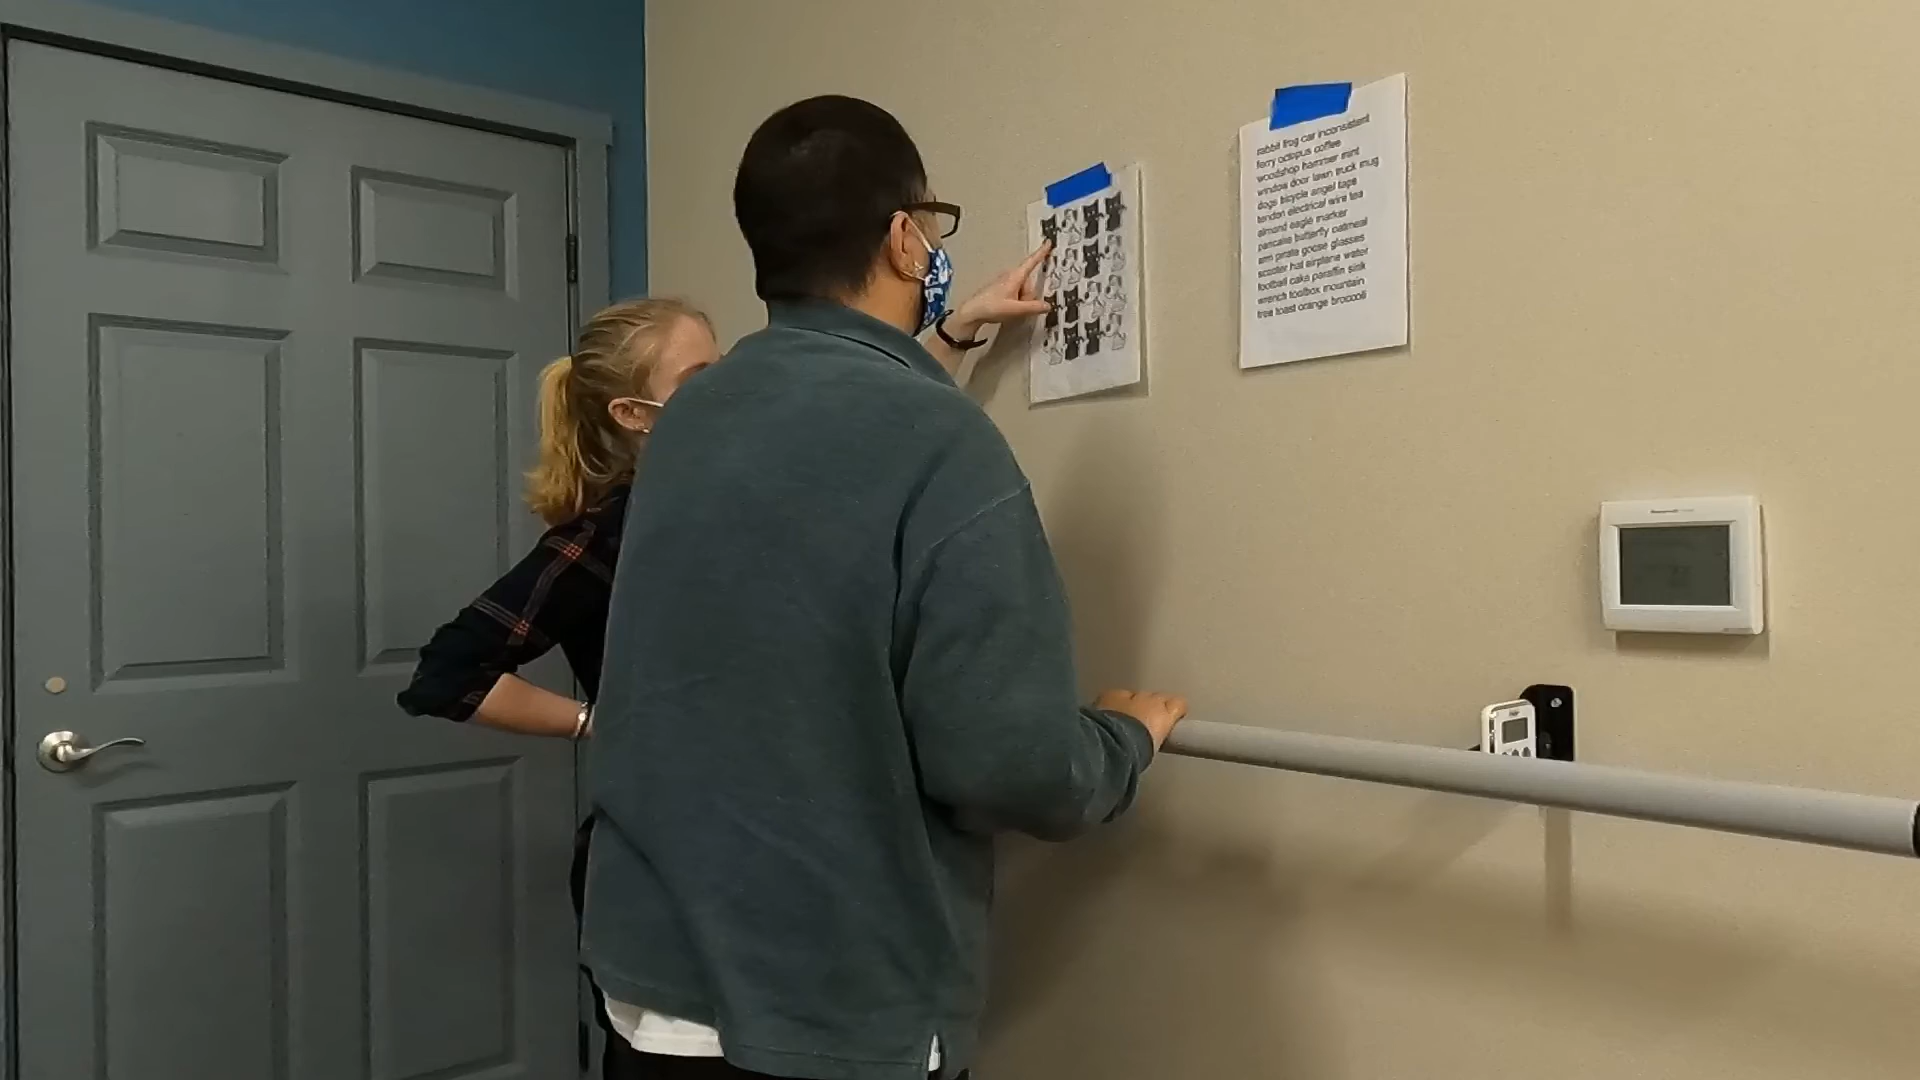 rabbit frog car inconsistent
ferry octopus coffee
woodshop hammer mint
window door lawn truck mug
dogs bicycle angel tape
tendon electrical wire tea
almond eagle marker
pancake butterfly oatmeal
arm pirate goose glasses
scooter hat airplane water
football cake paraffin sink
wrench toolbox mountain
tree toast orange broccoli
Honeywell